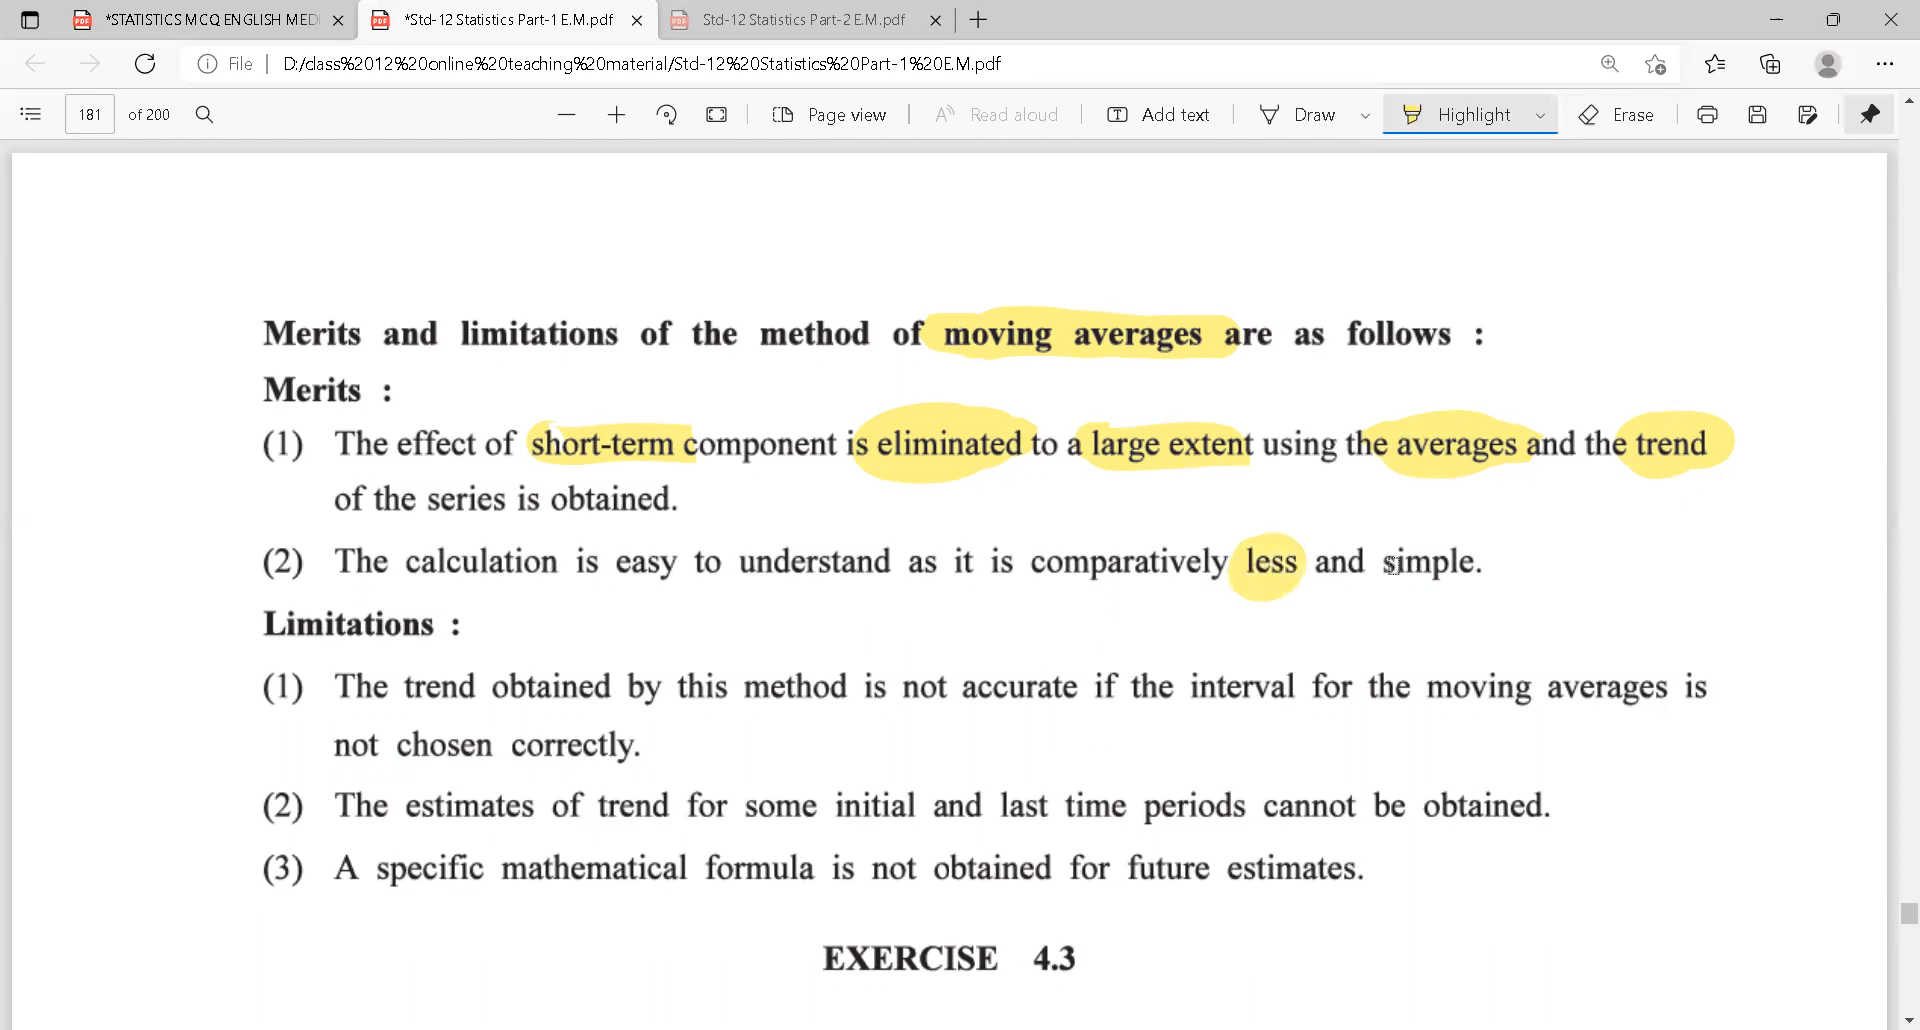 *STATISTICS MCQ ENGLISH MEDI
*Std-12 Statistics Part-1 E.M.pdf
Std-12 Statistics Part-2 E.M.pdf
File | D:/class%2012%20online%20teaching%20material/Std-12%20Statistics%20Part-1%20E.M.pdf
181 of 200
Page view
Read aloud
Add text
Draw
Highlight
Erase
Merits and limitations of the method of moving averages are as follows :
Merits :
(1) The effect of short-term component is eliminated to a large extent using the averages and the trend
of the series is obtained.
(2) The calculation is easy to understand as it is comparatively less and simple.
Limitations :
(1) The trend obtained by this method is not accurate if the interval for the moving averages is
not chosen correctly.
(2) The estimates of trend for some initial and last time periods cannot be obtained.
(3) A specific mathematical formula is not obtained for future estimates.
EXERCISE 4.3